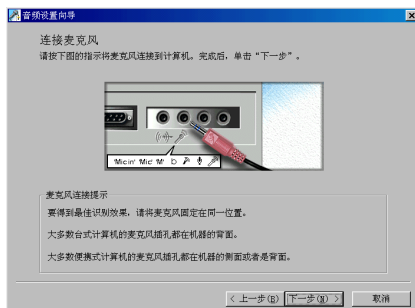 音频设置向导
连接麦克风
请按下图的指示将麦克风连接到计算机。完成后，单击“下一步”。
Mic in Mic M
麦克风连接提示
要得到最佳识别效果，请将麦克风固定在同一位置。
大多数台式计算机的麦克风插孔都在机器的背面。
大多数便携式计算机的麦克风插孔都在机器的侧面或者是背面。
< 上一步(B) 下一步(N) > 取消